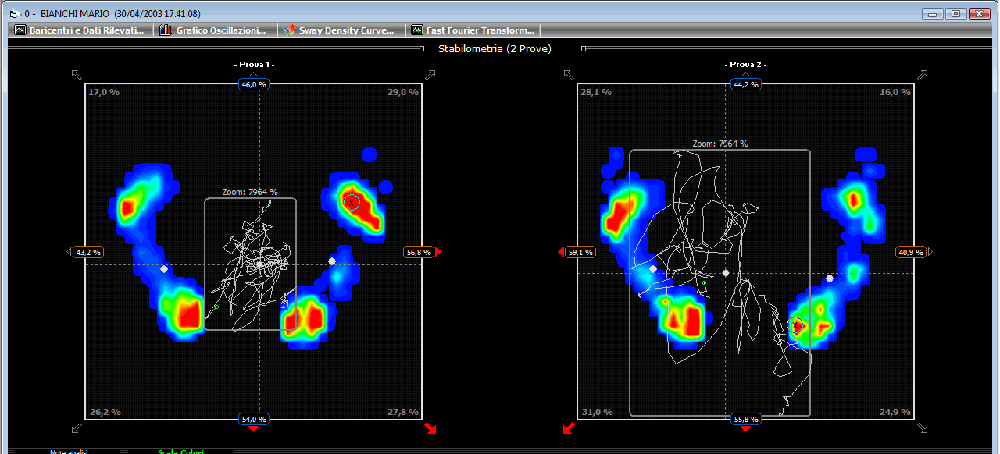 0 - BIANCHI MARIO (30/04/2003 17.41.08)
Baricentri e Dati Rilevati... Grafico Oscillazioni... Sway Density Curve... Fast Fourier Transform...
Stabilometria (2 Prove)
- Prova 1 - - Prova 2 -
46,0 % 44,2 %
17,0 % 29,0 % 28,1 % 16,0 %
Zoom: 7964 %
Zoom: 7964 %
X
43,2 % 56,8 % 59,1 % 40,9 %
X
26,2 % 27,8 % 31,0 % 24,9 %
54,0 % 55,8 %
Note analisi Scala Colori